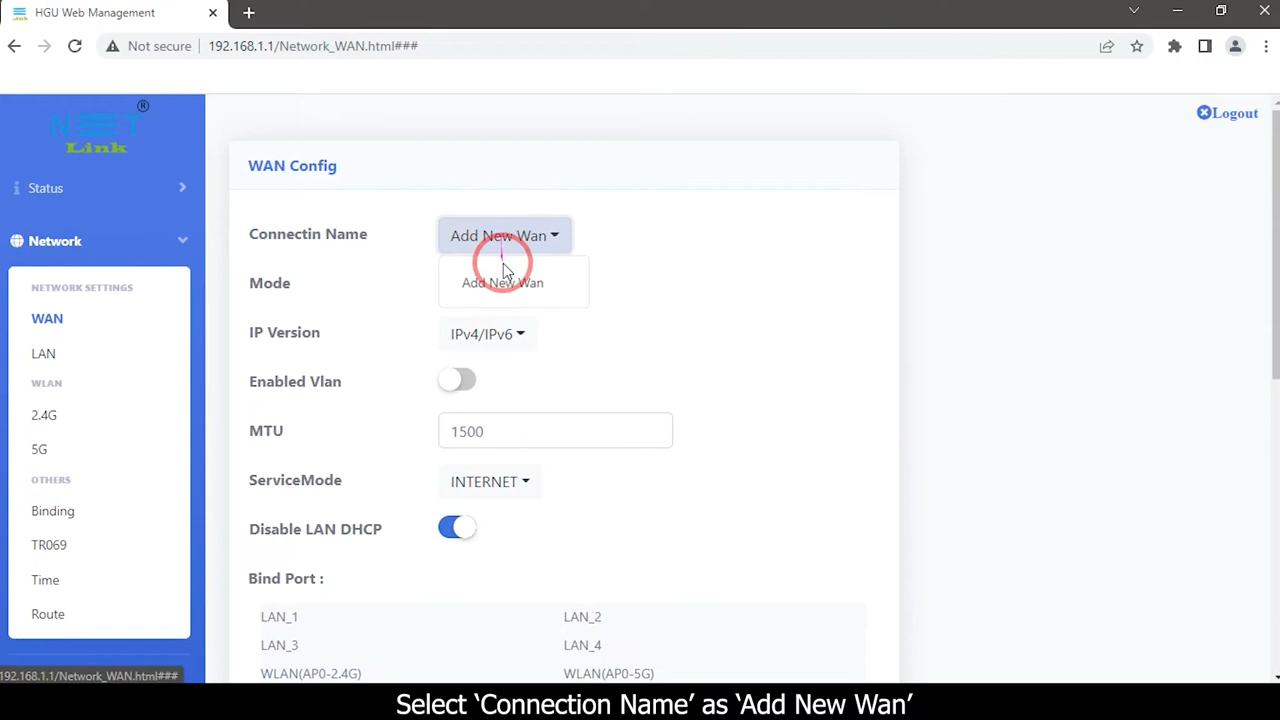 HGU Web Management
Not secure
192.168.1.1/Network_WAN.html###
NEET
Link
®
Logout
Status
Network
NETWORK SETTINGS
WAN
LAN
WLAN
2.4G
5G
OTHERS
Binding
TR069
Time
Route
192.168.1.1/Network_WAN.html###
WAN Config
Connectin Name
Add New Wan
Add New Wan
Mode
IP Version
IPv4/IPv6
Enabled Vlan
MTU
1500
ServiceMode
INTERNET
Disable LAN DHCP
Bind Port :
LAN_1
LAN_2
LAN_3
LAN_4
WLAN(AP0-2.4G)
WLAN(AP0-5G)
Select ‘Connection Name’ as ‘Add New Wan’